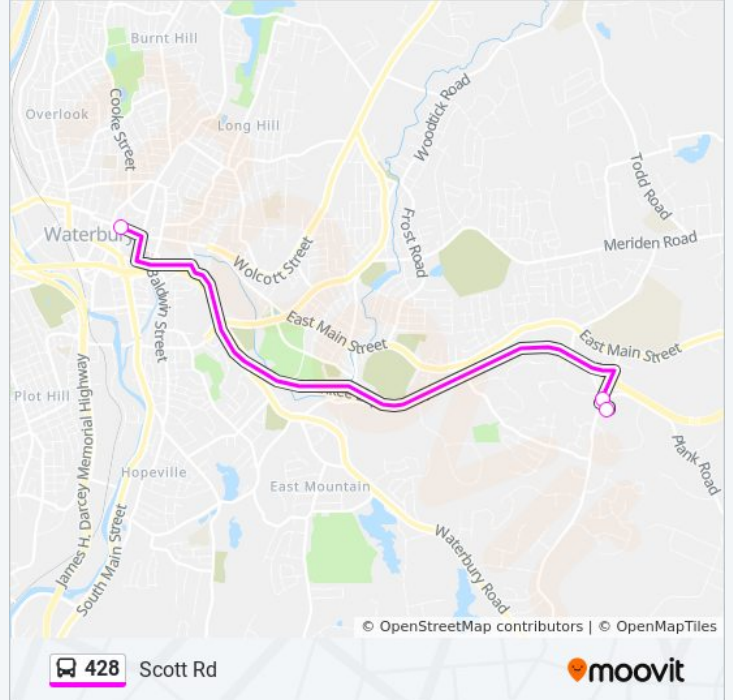 Burnt Hill
Overlook
Cooke Street
Long Hill
Woodtick Road
Todd Road
Waterbury
Frost Road
Meriden Road
Wolcott Street
Baldwin Street
East Main Street
East Main Street
James H. Darcey Memorial Highway
Plot Hill
Hopeville
East Mountain
Plank Road
South Main Street
Waterbury Road
© OpenStreetMap contributors | © OpenMapTiles
428 Scott Rd
moovit